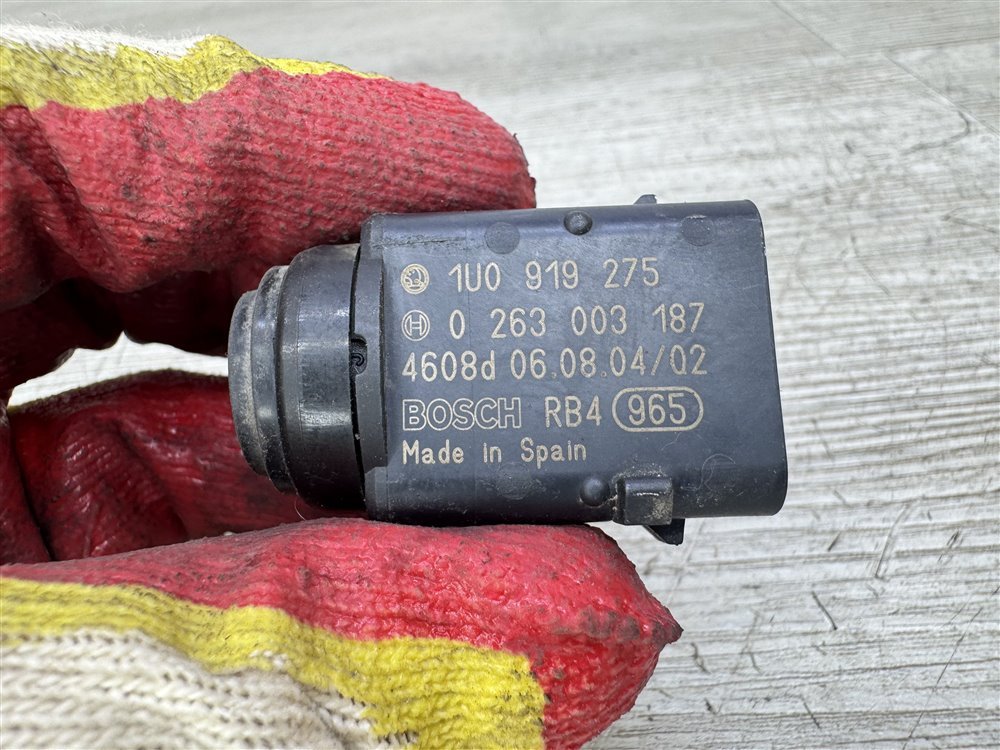 1U0 919 275
0 263 003 187
4608d 06.08.04/02
BOSCH RB4 965
Made in Spain